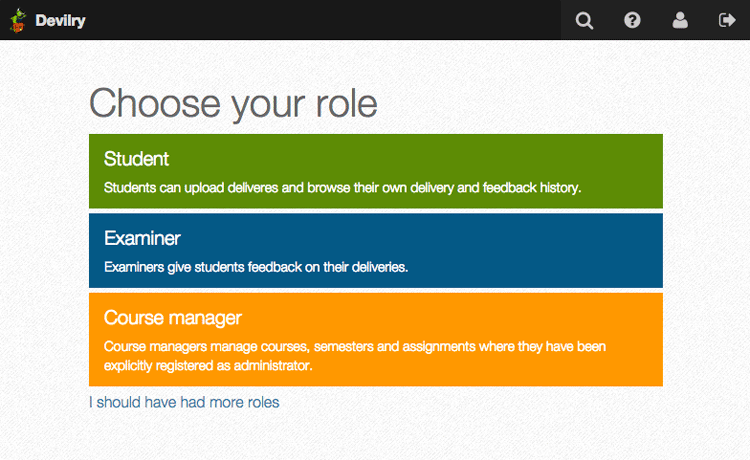 Devilry
Choose your role
Student
Students can upload deliveres and browse their own delivery and feedback history.
Examiner
Examiners give students feedback on their deliveries.
Course manager
Course managers manage courses, semesters and assignments where they have been
explicitly registered as administrator.
I should have had more roles